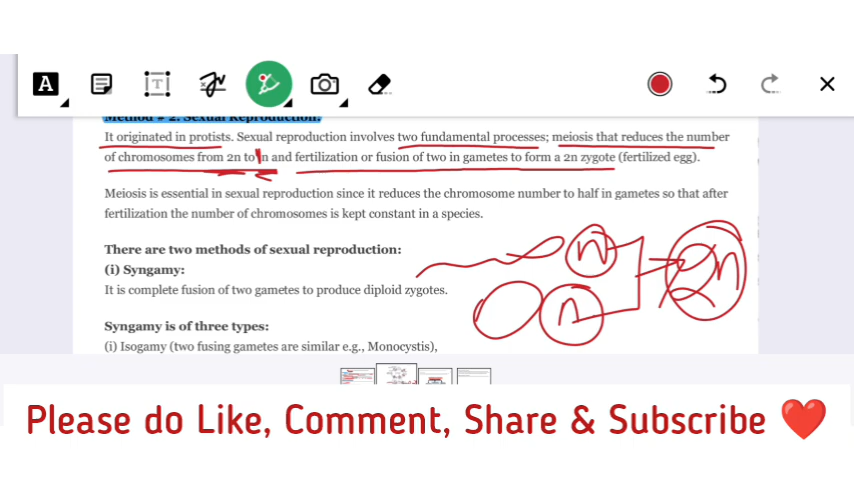 A T
Method # 2. Sexual Reproduction:
It originated in protists. Sexual reproduction involves two fundamental processes; meiosis that reduces the number
of chromosomes from 2n to 1n and fertilization or fusion of two in gametes to form a 2n zygote (fertilized egg).
Meiosis is essential in sexual reproduction since it reduces the chromosome number to half in gametes so that after
fertilization the number of chromosomes is kept constant in a species.
There are two methods of sexual reproduction:
(i) Syngamy:
It is complete fusion of two gametes to produce diploid zygotes.
n
2n
n
Syngamy is of three types:
(i) Isogamy (two fusing gametes are similar e.g., Monocystis),
Please do Like, Comment, Share & Subscribe ❤️